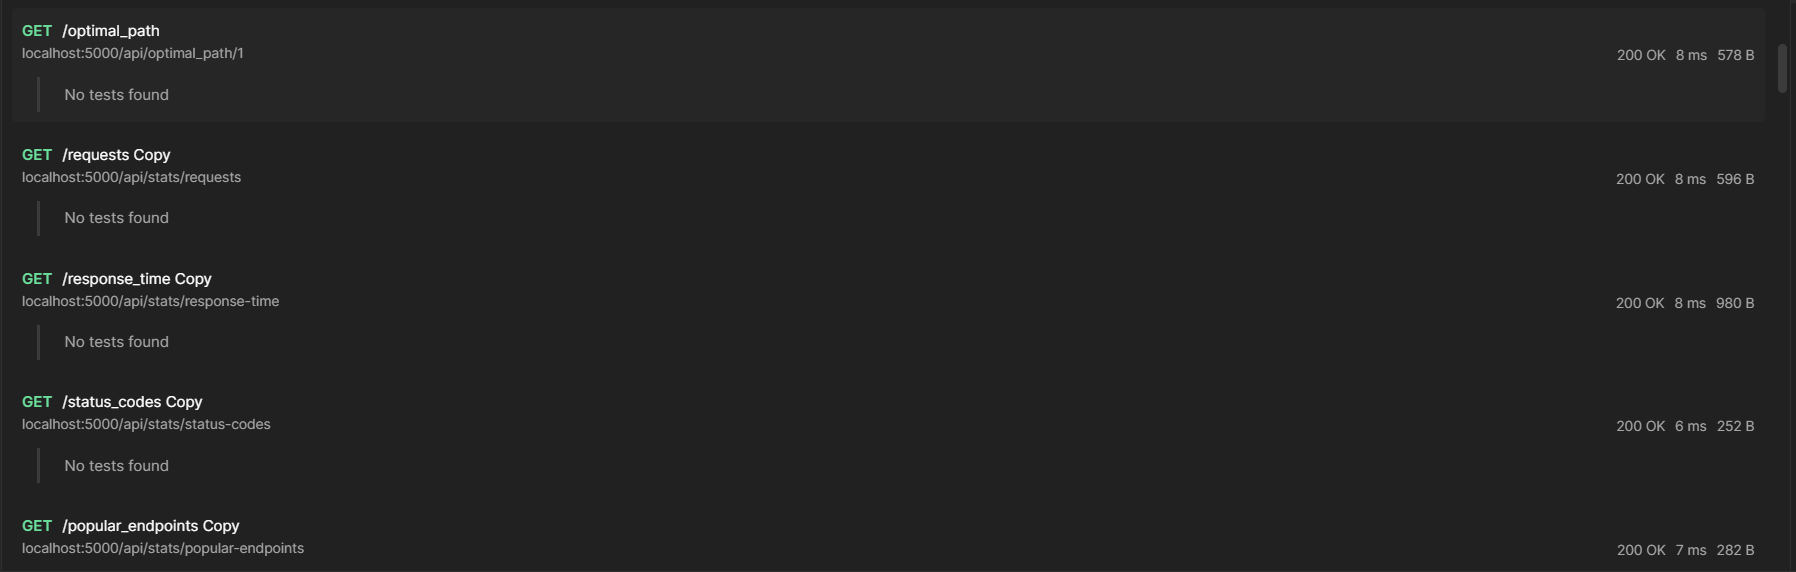 GET /optimal_path
localhost:5000/api/optimal_path/1
200 OK 8 ms 578 B
No tests found
GET /requests Copy
localhost:5000/api/stats/requests
200 OK 8 ms 596 B
No tests found
GET /response_time Copy
localhost:5000/api/stats/response-time
200 OK 8 ms 980 B
No tests found
GET /status_codes Copy
localhost:5000/api/stats/status-codes
200 OK 6 ms 252 B
No tests found
GET /popular_endpoints Copy
localhost:5000/api/stats/popular-endpoints
200 OK 7 ms 282 B